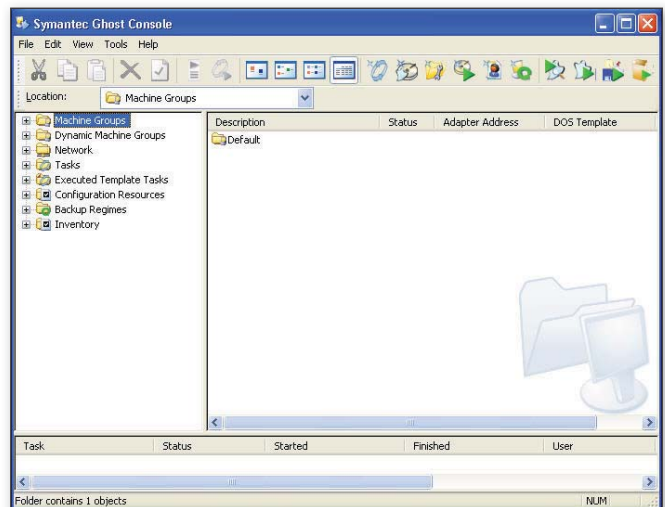 Symantec Ghost Console
File Edit View Tools Help
Location: Machine Groups
Machine Groups
Dynamic Machine Groups
Network
Tasks
Executed Template Tasks
Configuration Resources
Backup Regimes
Inventory
Description Status Adapter Address DOS Template
Default
Task Status Started Finished User
Folder contains 1 objects NUM